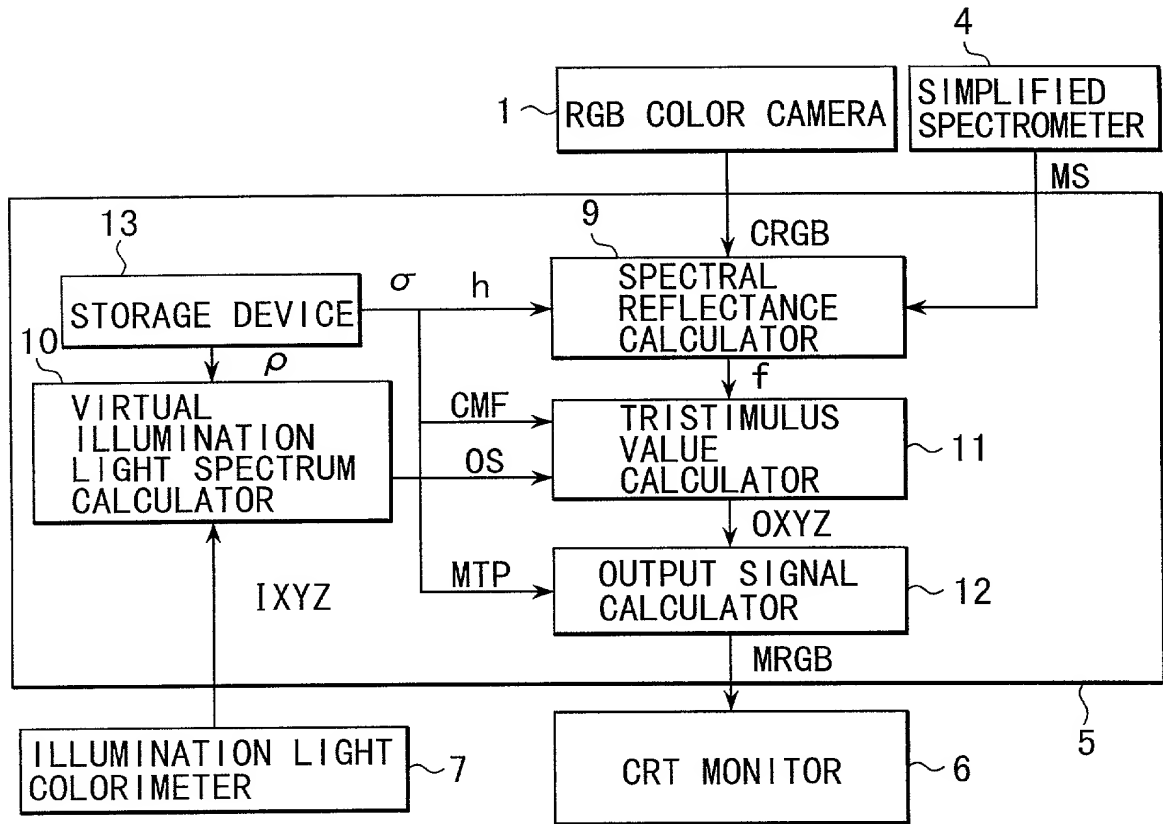 4
1
RGB COLOR CAMERA
SIMPLIFIED
SPECTROMETER
MS
13
9
CRGB
STORAGE DEVICE
σ
h
SPECTRAL
REFLECTANCE
CALCULATOR
10
ρ
f
VIRTUAL
ILLUMINATION
LIGHT SPECTRUM
CALCULATOR
CMF
OS
TRISTIMULUS
VALUE
CALCULATOR
11
OXYZ
IXYZ
MTP
OUTPUT SIGNAL
CALCULATOR
12
MRGB
5
ILLUMINATION LIGHT
COLORIMETER
7
CRT MONITOR
6